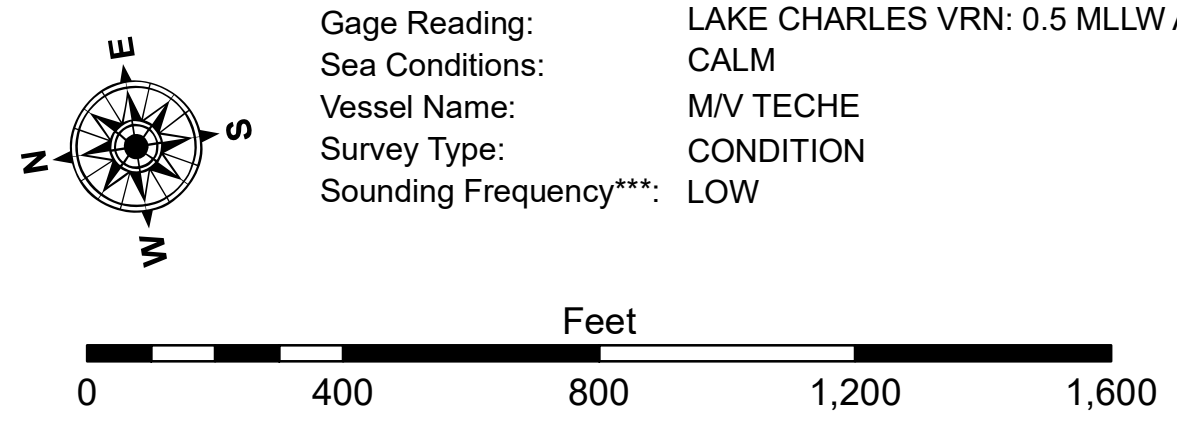 E
N
S
W
Gage Reading: LAKE CHARLES VRN: 0.5 MLLW
Sea Conditions: CALM
Vessel Name: M/V TECHE
Survey Type: CONDITION
Sounding Frequency***: LOW
Feet
0 400 800 1,200 1,600